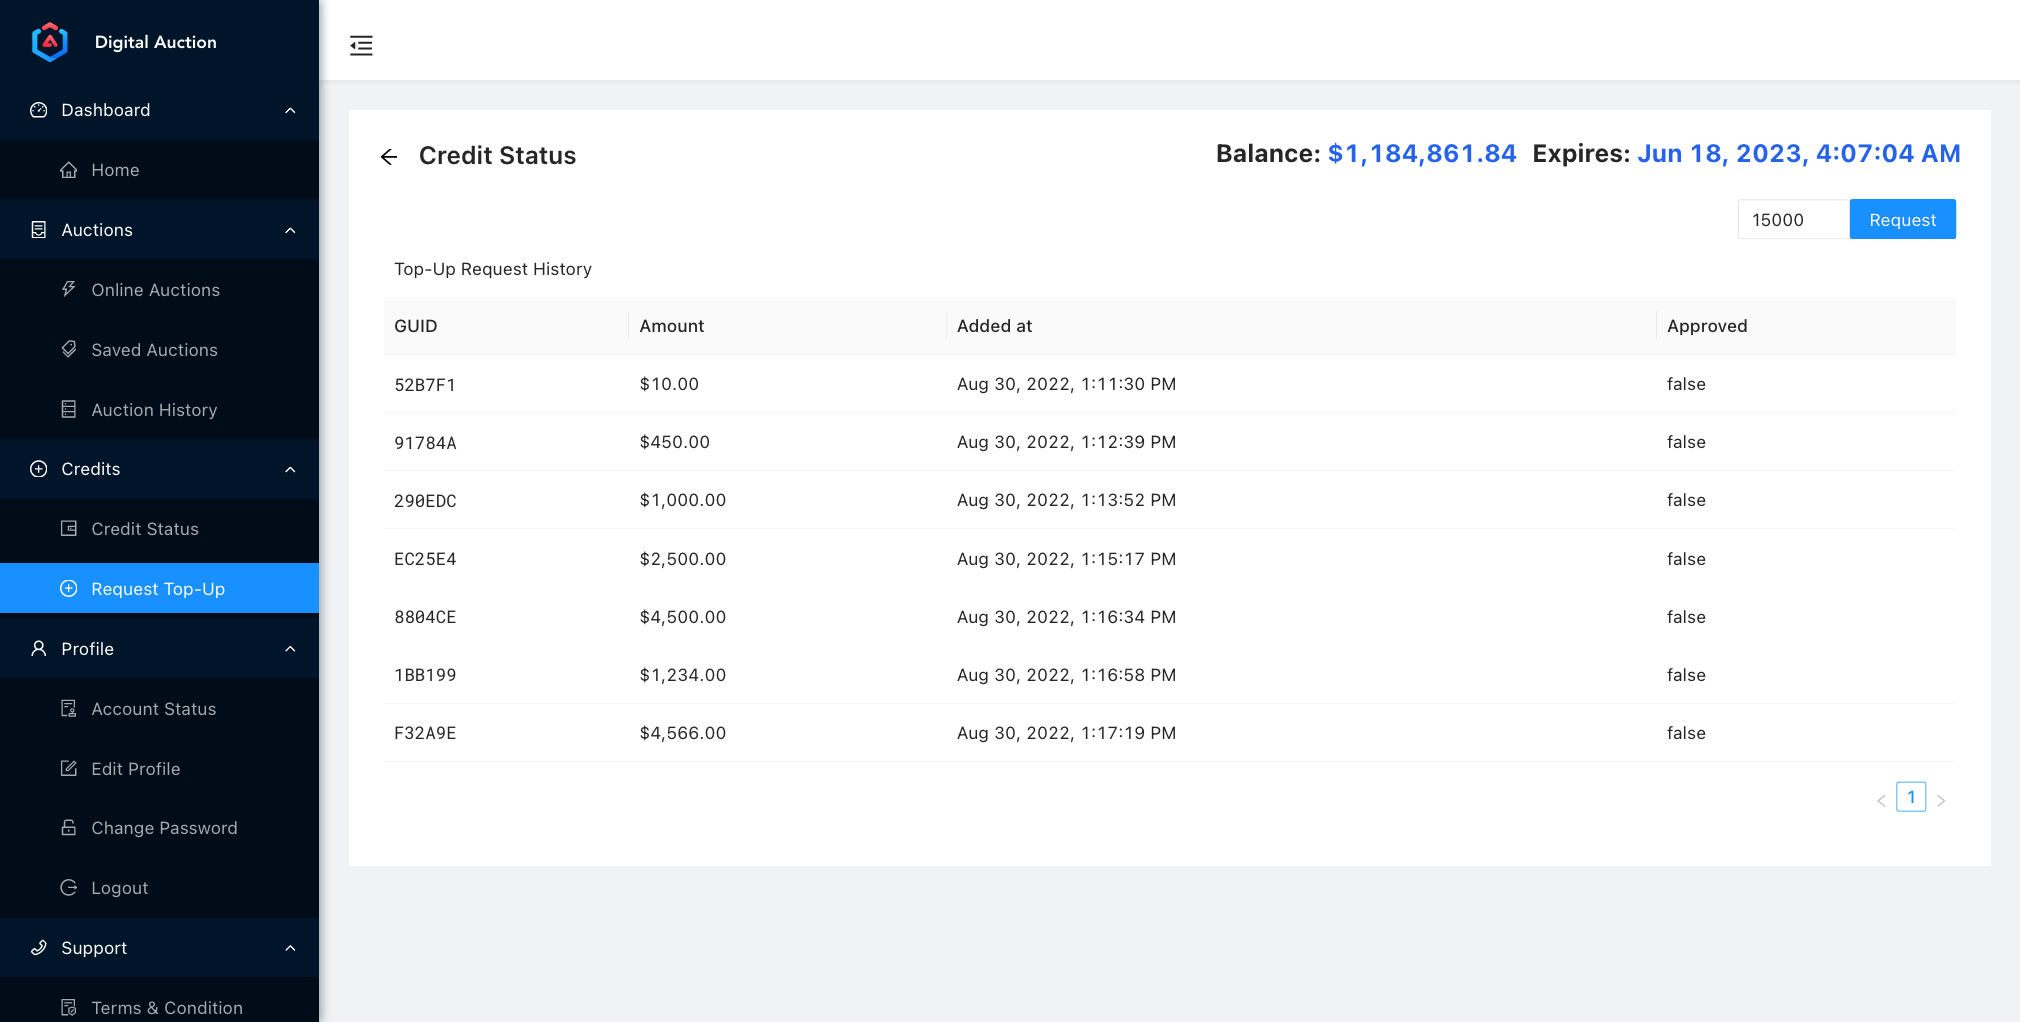 Digital Auction
Dashboard
Home
Auctions
Online Auctions
Saved Auctions
Auction History
Credits
Credit Status
Request Top-Up
Profile
Account Status
Edit Profile
Change Password
Logout
Support
Terms & Condition
Credit Status
Balance: $1,184,861.84 Expires: Jun 18, 2023, 4:07:04 AM
15000 Request
Top-Up Request History
GUID Amount Added at Approved
52B7F1 $10.00 Aug 30, 2022, 1:11:30 PM false
91784A $450.00 Aug 30, 2022, 1:12:39 PM false
290EDC $1,000.00 Aug 30, 2022, 1:13:52 PM false
EC25E4 $2,500.00 Aug 30, 2022, 1:15:17 PM false
8804CE $4,500.00 Aug 30, 2022, 1:16:34 PM false
1BB199 $1,234.00 Aug 30, 2022, 1:16:58 PM false
F32A9E $4,566.00 Aug 30, 2022, 1:17:19 PM false
1